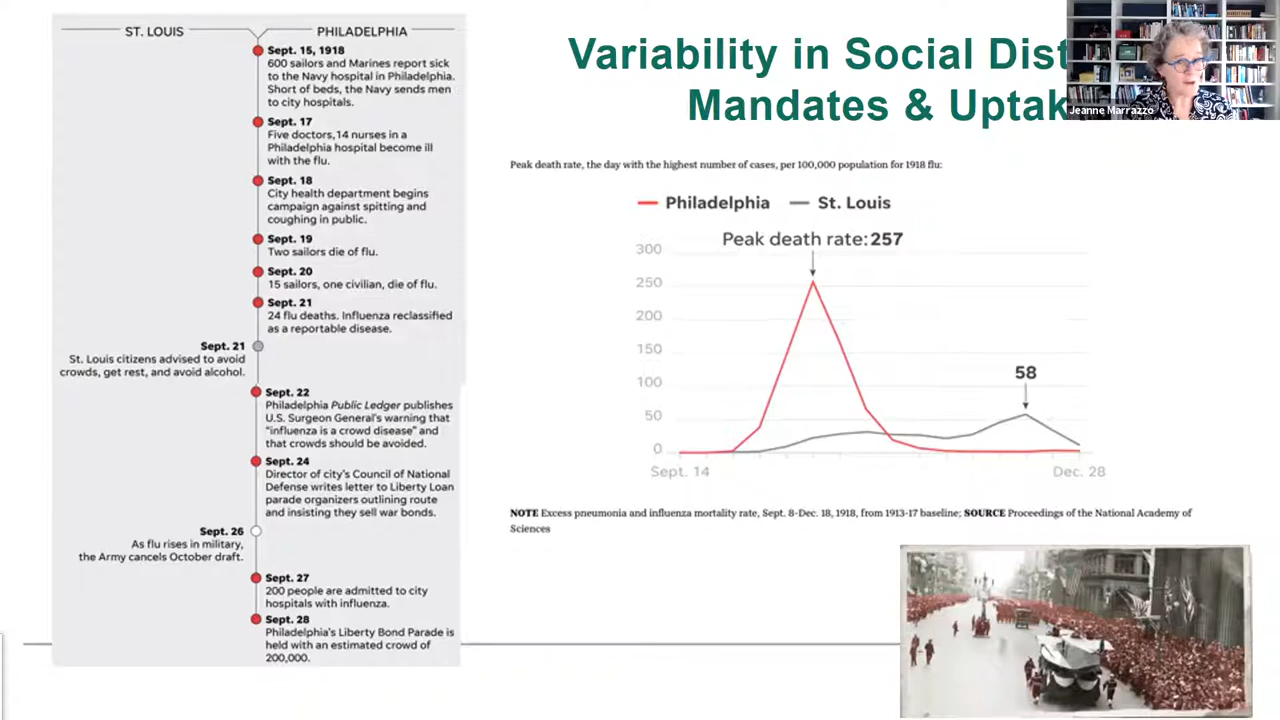 ST. LOUIS
PHILADELPHIA
Sept. 15, 1918
600 sailors and Marines report sick
to the Navy hospital in Philadelphia.
Short of beds, the Navy sends men
to city hospitals.
Sept. 17
Five doctors, 14 nurses in a
Philadelphia hospital become ill
with the flu.
Sept. 18
City health department begins
campaign against spitting and
coughing in public.
Sept. 19
Two sailors die of flu.
Sept. 20
15 sailors, one civilian, die of flu.
Sept. 21
24 flu deaths. Influenza reclassified
as a reportable disease.
Sept. 21
St. Louis citizens advised to avoid
crowds, get rest, and avoid alcohol.
Sept. 22
Philadelphia Public Ledger publishes
U.S. Surgeon General's warning that
"influenza is a crowd disease" and
that crowds should be avoided.
Sept. 24
Director of city's Council of National
Defense writes letter to Liberty Loan
parade organizers outlining route
and insisting they sell war bonds.
Sept. 26
As flu rises in military,
the Army cancels October draft.
Sept. 27
200 people are admitted to city
hospitals with influenza.
Sept. 28
Philadelphia's Liberty Bond Parade is
held with an estimated crowd of
200,000.
Variability in Social Dist
Mandates & Uptak
Jeanne Marrazzo
Peak death rate, the day with the highest number of cases, per 100,000 population for 1918 flu:
Philadelphia
St. Louis
Peak death rate: 257
300
250
200
150
100
50
0
58
Sept. 14
Dec. 28
NOTE Excess pneumonia and influenza mortality rate, Sept. 8-Dec. 18, 1918, from 1913-17 baseline; SOURCE Proceedings of the National Academy of
Sciences